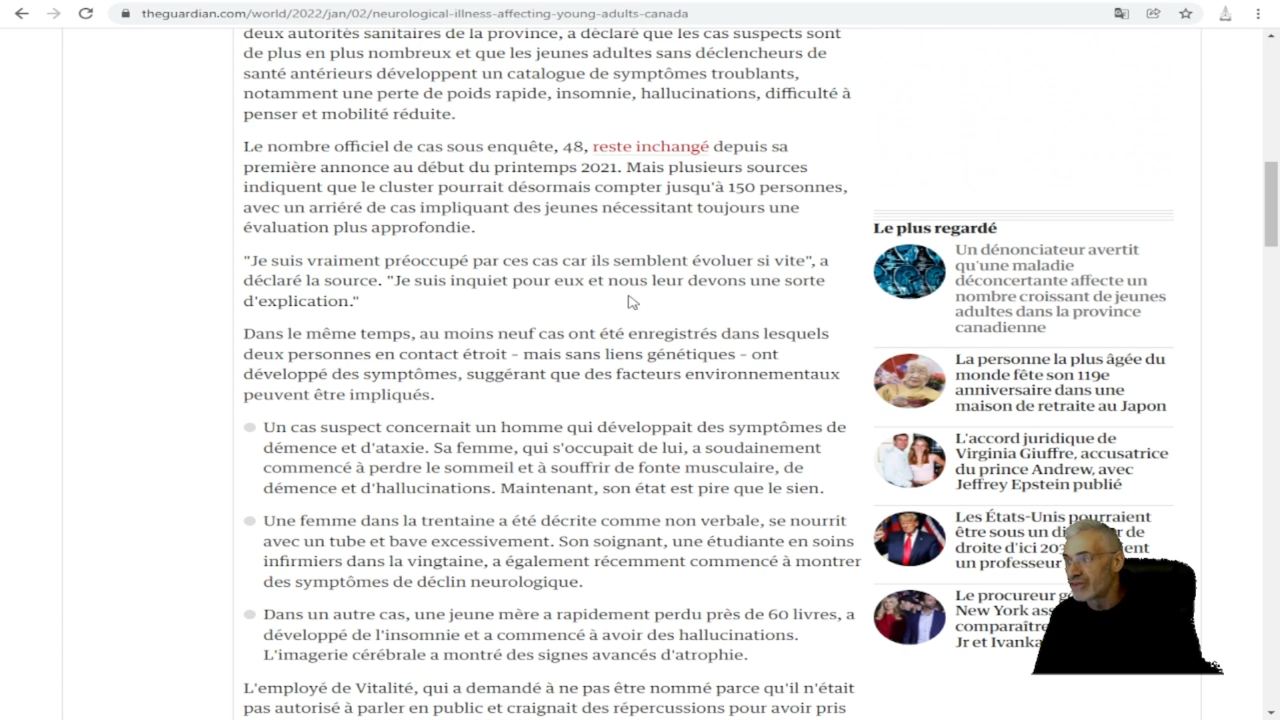 theguardian.com/world/2022/jan/02/neurological-illness-affecting-young-adults-canada
deux autorités sanitaires de la province, a déclaré que les cas suspects sont
de plus en plus nombreux et que les jeunes adultes sans déclencheurs de
santé antérieurs développent un catalogue de symptômes troublants,
notamment une perte de poids rapide, insomnie, hallucinations, difficulté à
penser et mobilité réduite.
Le nombre officiel de cas sous enquête, 48, reste inchangé depuis sa
première annonce au début du printemps 2021. Mais plusieurs sources
indiquent que le cluster pourrait désormais compter jusqu'à 150 personnes,
avec un arriéré de cas impliquant des jeunes nécessitant toujours une
évaluation plus approfondie.
"Je suis vraiment préoccupé par ces cas car ils semblent évoluer si vite", a
déclaré la source. "Je suis inquiet pour eux et nous leur devons une sorte
d'explication."
Dans le même temps, au moins neuf cas ont été enregistrés dans lesquels
deux personnes en contact étroit – mais sans liens génétiques – ont
développé des symptômes, suggérant que des facteurs environnementaux
peuvent être impliqués.
Un cas suspect concernait un homme qui développait des symptômes de
démence et d'ataxie. Sa femme, qui s'occupait de lui, a soudainement
commencé à perdre le sommeil et à souffrir de fonte musculaire, de
démence et d'hallucinations. Maintenant, son état est pire que le sien.
Une femme dans la trentaine a été décrite comme non verbale, se nourrit
avec un tube et bave excessivement. Son soignant, une étudiante en soins
infirmiers dans la vingtaine, a également récemment commencé à montrer
des symptômes de déclin neurologique.
Dans un autre cas, une jeune mère a rapidement perdu près de 60 livres, a
développé de l'insomnie et a commencé à avoir des hallucinations.
L'imagerie cérébrale a montré des signes avancés d'atrophie.
L'employé de Vitalité, qui a demandé à ne pas être nommé parce qu'il n'était
pas autorisé à parler en public et craignait des répercussions pour avoir pris
Le plus regardé
Un dénonciateur avertit
qu'une maladie
déconcertante affecte un
nombre croissant de jeunes
adultes dans la province
canadienne
La personne la plus âgée du
monde fête son 119e
anniversaire dans une
maison de retraite au Japon
L'accord juridique de
Virginia Giuffre, accusatrice
du prince Andrew, avec
Jeffrey Epstein publié
Les États-Unis pourraient
être sous un de
droite d'ici
un professeur
Le procureur
New York
comparaître
Jr et Ivanka